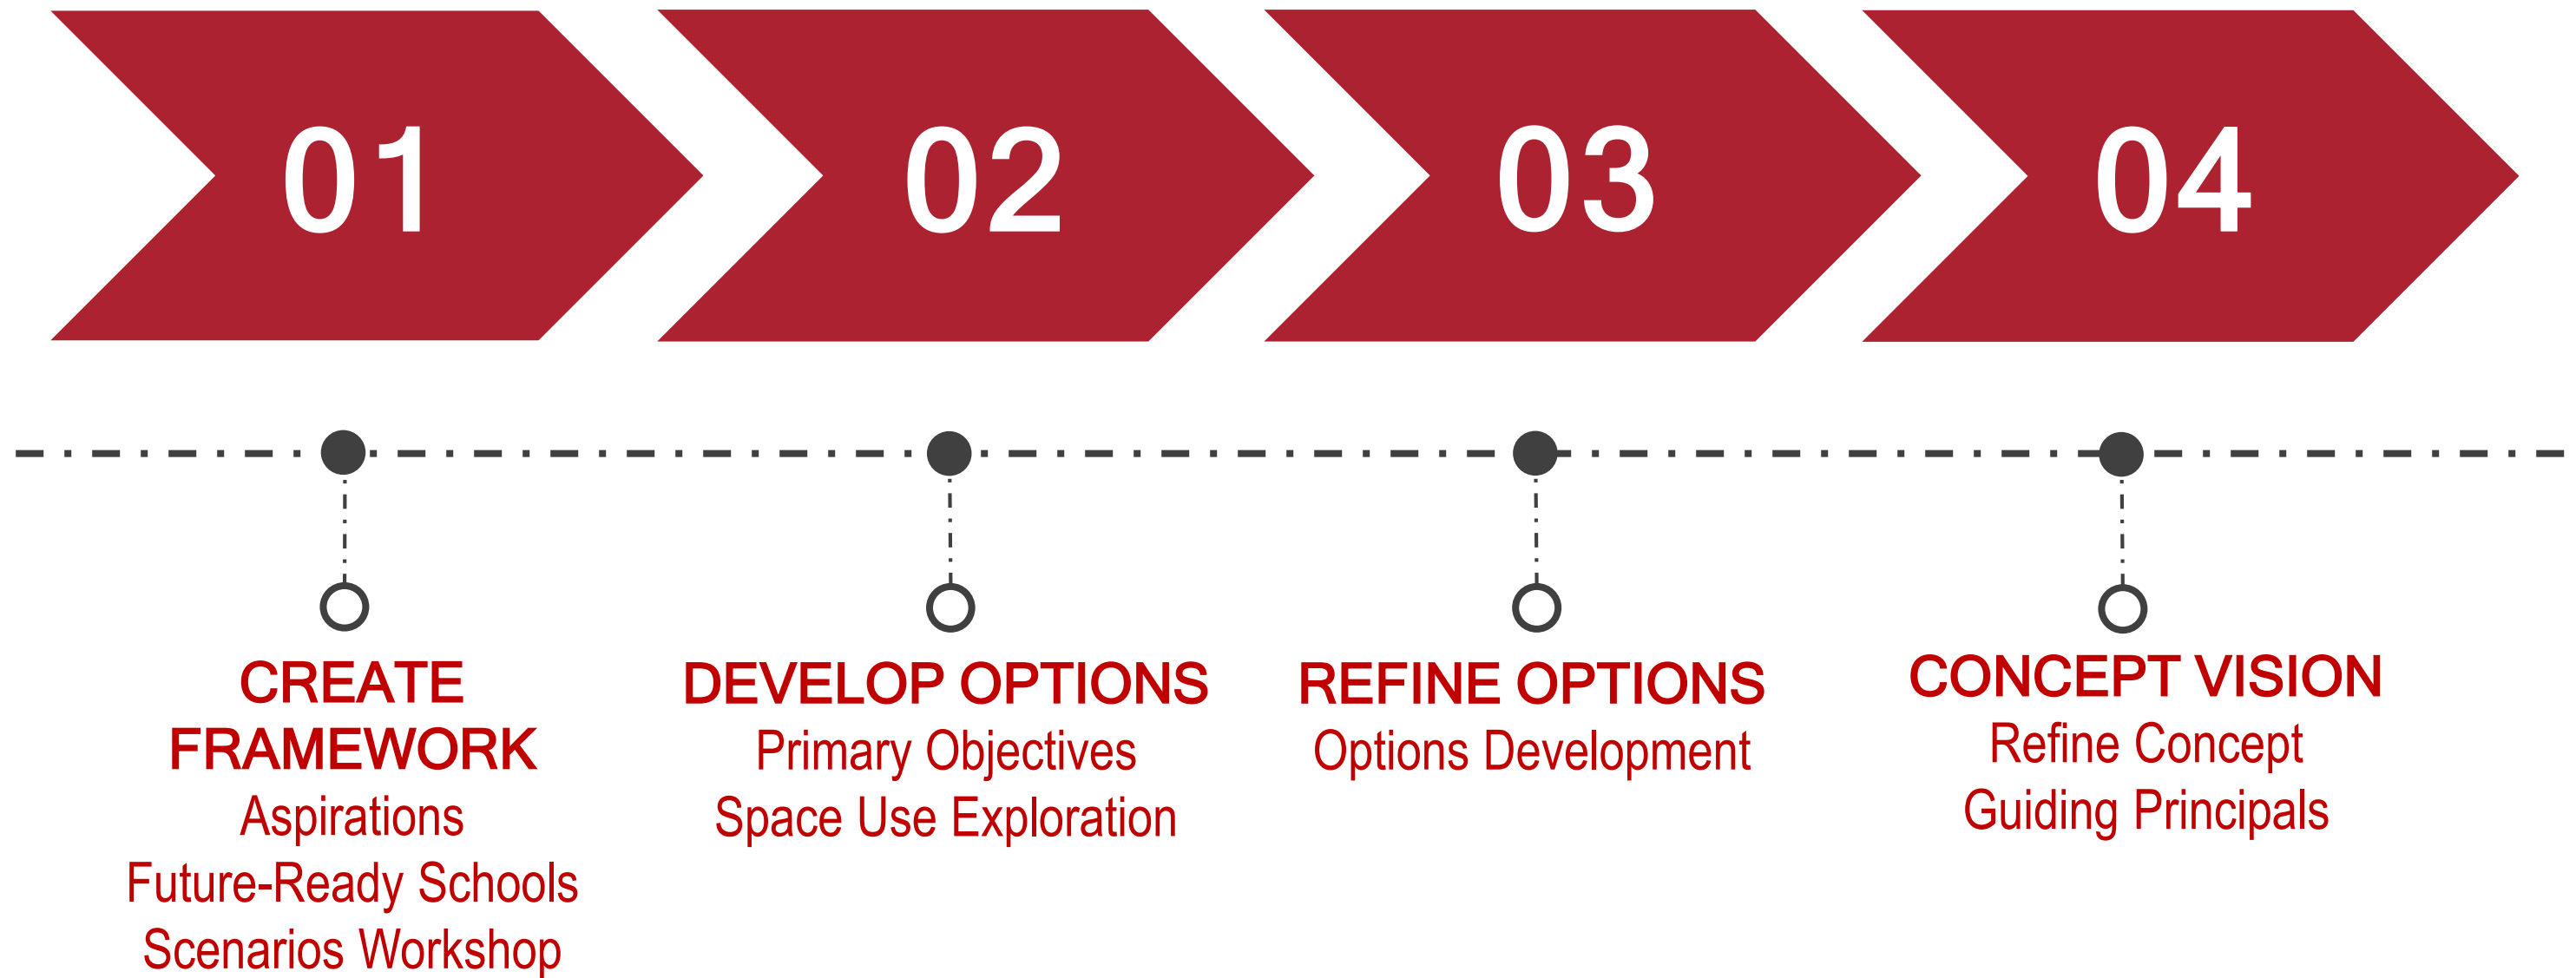 01
02
03
04
CREATE
FRAMEWORK
Aspirations
Future-Ready Schools
Scenarios Workshop
DEVELOP OPTIONS
Primary Objectives
Space Use Exploration
REFINE OPTIONS
Options Development
CONCEPT VISION
Refine Concept
Guiding Principals